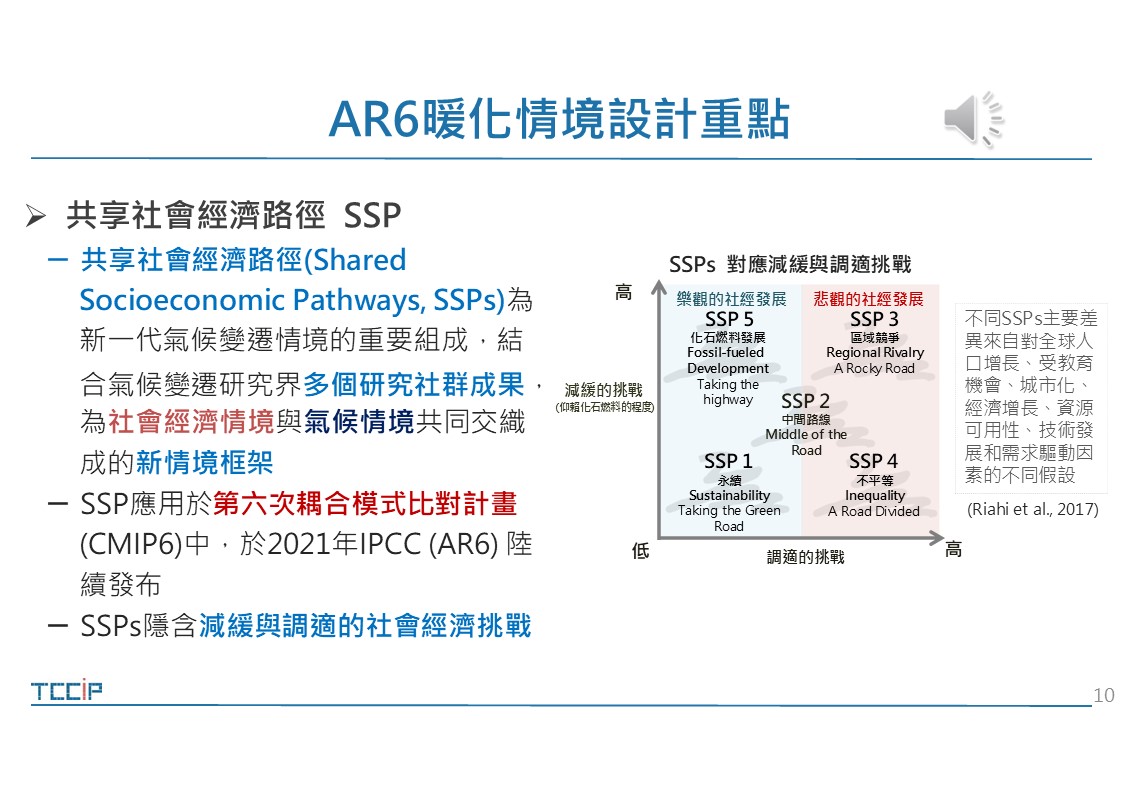 AR6暖化情境設計重點
➢ 共享社會經濟路徑 SSP
– 共享社會經濟路徑(Shared
Socioeconomic Pathways, SSPs)為
新一代氣候變遷情境的重要組成，結
合氣候變遷研究界多個研究社群成果，
為社會經濟情境與氣候情境共同交織
成的新情境框架
– SSP應用於第六次耦合模式比對計畫
(CMIP6)中，於2021年IPCC (AR6) 陸
續發布
– SSPs隱含減緩與調適的社會經濟挑戰
SSPs 對應減緩與調適挑戰
高
減緩的挑戰
(仰賴化石燃料的程度)
樂觀的社經發展
SSP 5
化石燃料發展
Fossil-fueled
Development
Taking the
highway
悲觀的社經發展
SSP 3
區域競爭
Regional Rivalry
A Rocky Road
SSP 2
中間路線
Middle of the
Road
SSP 1
永續
Sustainability
Taking the Green
Road
SSP 4
不平等
Inequality
A Road Divided
低
調適的挑戰
高
不同SSPs主要差
異來自對全球人
口增長、受教育
機會、城市化、
經濟增長、資源
可用性、技術發
展和需求驅動因
素的不同假設
(Riahi et al., 2017)
TCCIP
10